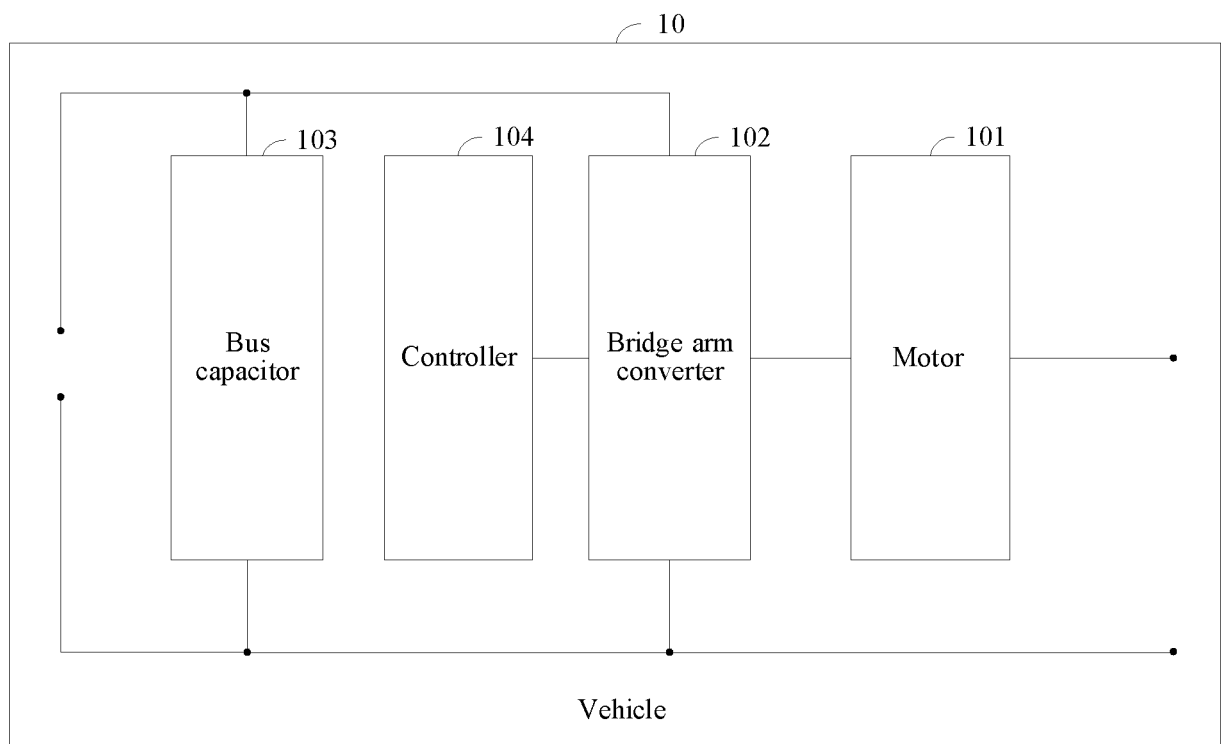 10
103
104
102
101
Bus
capacitor
Controller
Bridge arm
converter
Motor
Vehicle